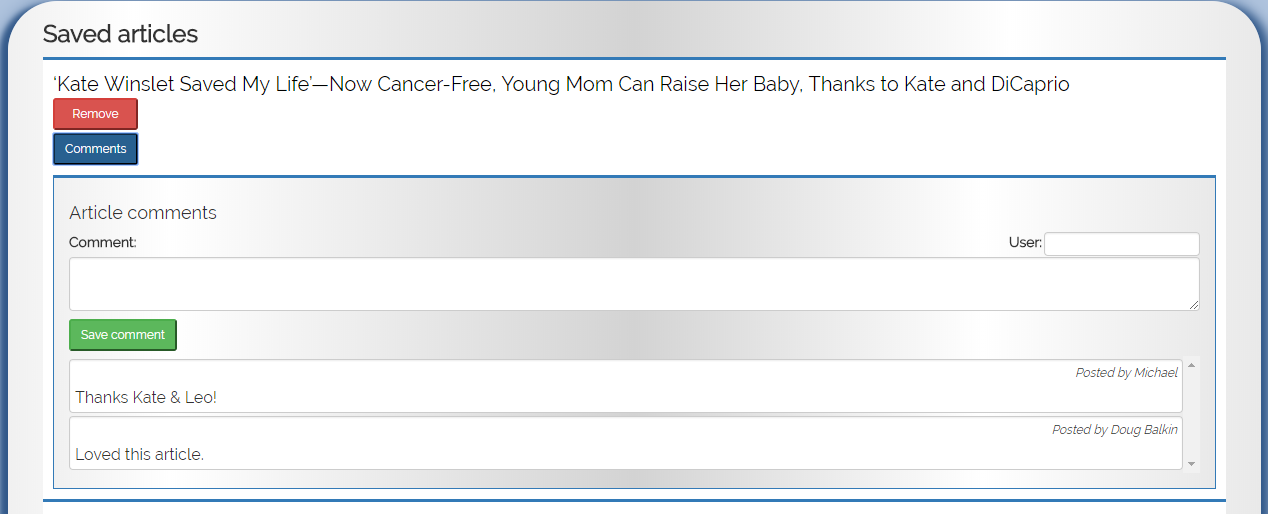 Saved articles
‘Kate Winslet Saved My Life’—Now Cancer-Free, Young Mom Can Raise Her Baby, Thanks to Kate and DiCaprio
Remove
Comments
Article comments
Comment: User:
Save comment
Posted by Michael
Thanks Kate & Leo!
Posted by Doug Balkin
Loved this article.